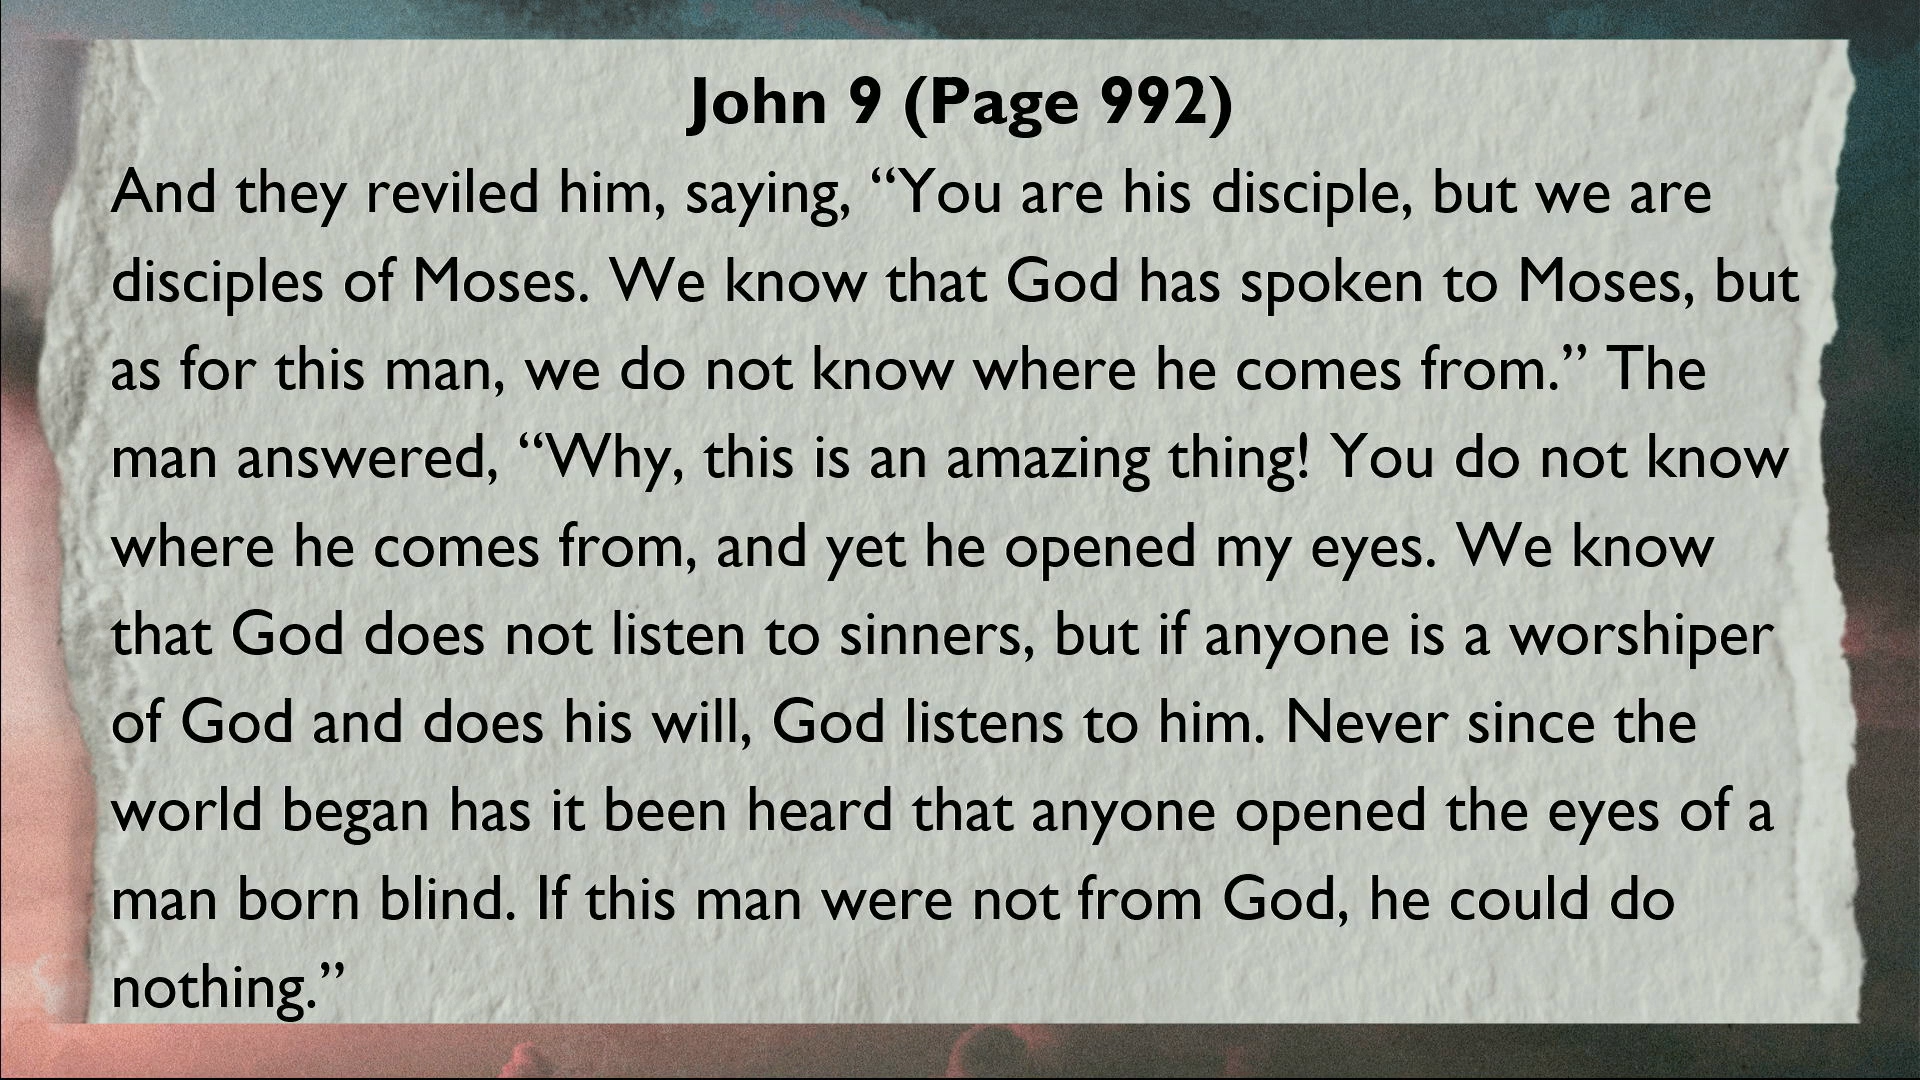 John 9 (Page 992)
And they reviled him, saying, “You are his disciple, but we are
disciples of Moses. We know that God has spoken to Moses, but
as for this man, we do not know where he comes from.” The
man answered, “Why, this is an amazing thing! You do not know
where he comes from, and yet he opened my eyes. We know
that God does not listen to sinners, but if anyone is a worshiper
of God and does his will, God listens to him. Never since the
world began has it been heard that anyone opened the eyes of a
man born blind. If this man were not from God, he could do
nothing.”